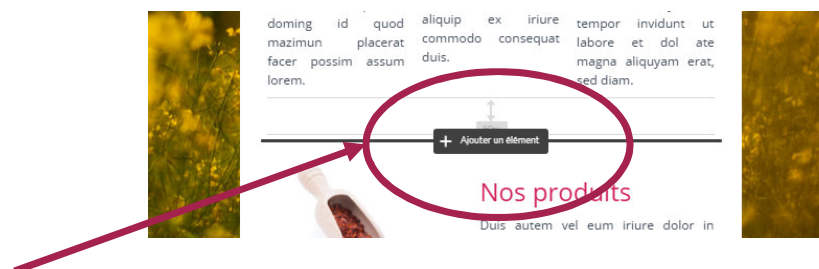 doming id quod
mazimun placerat
facer possim assum
lorem.
aliquip ex iriure
commodo consequat
duis.
tempor invidunt ut
labore et dol ate
magna aliquyam erat,
sed diam.
Ajouter un élément
Nos produits
Duis autem vel eum iriure dolor in